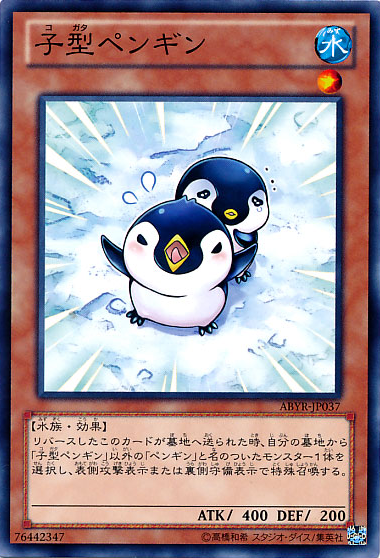 子型ペンギン
水
ABYR-JP037
【水族・効果】
リバースしたこのカードが墓地へ送られた時、自分の墓地から
「子型ペンギン」以外の「ペンギン」と名のついたモンスター1体を
選択し、表側攻撃表示または裏側守備表示で特殊召喚する。
ATK/ 400 DEF/ 200
76442347
©高橋和希 スタジオ・ダイス/集英社